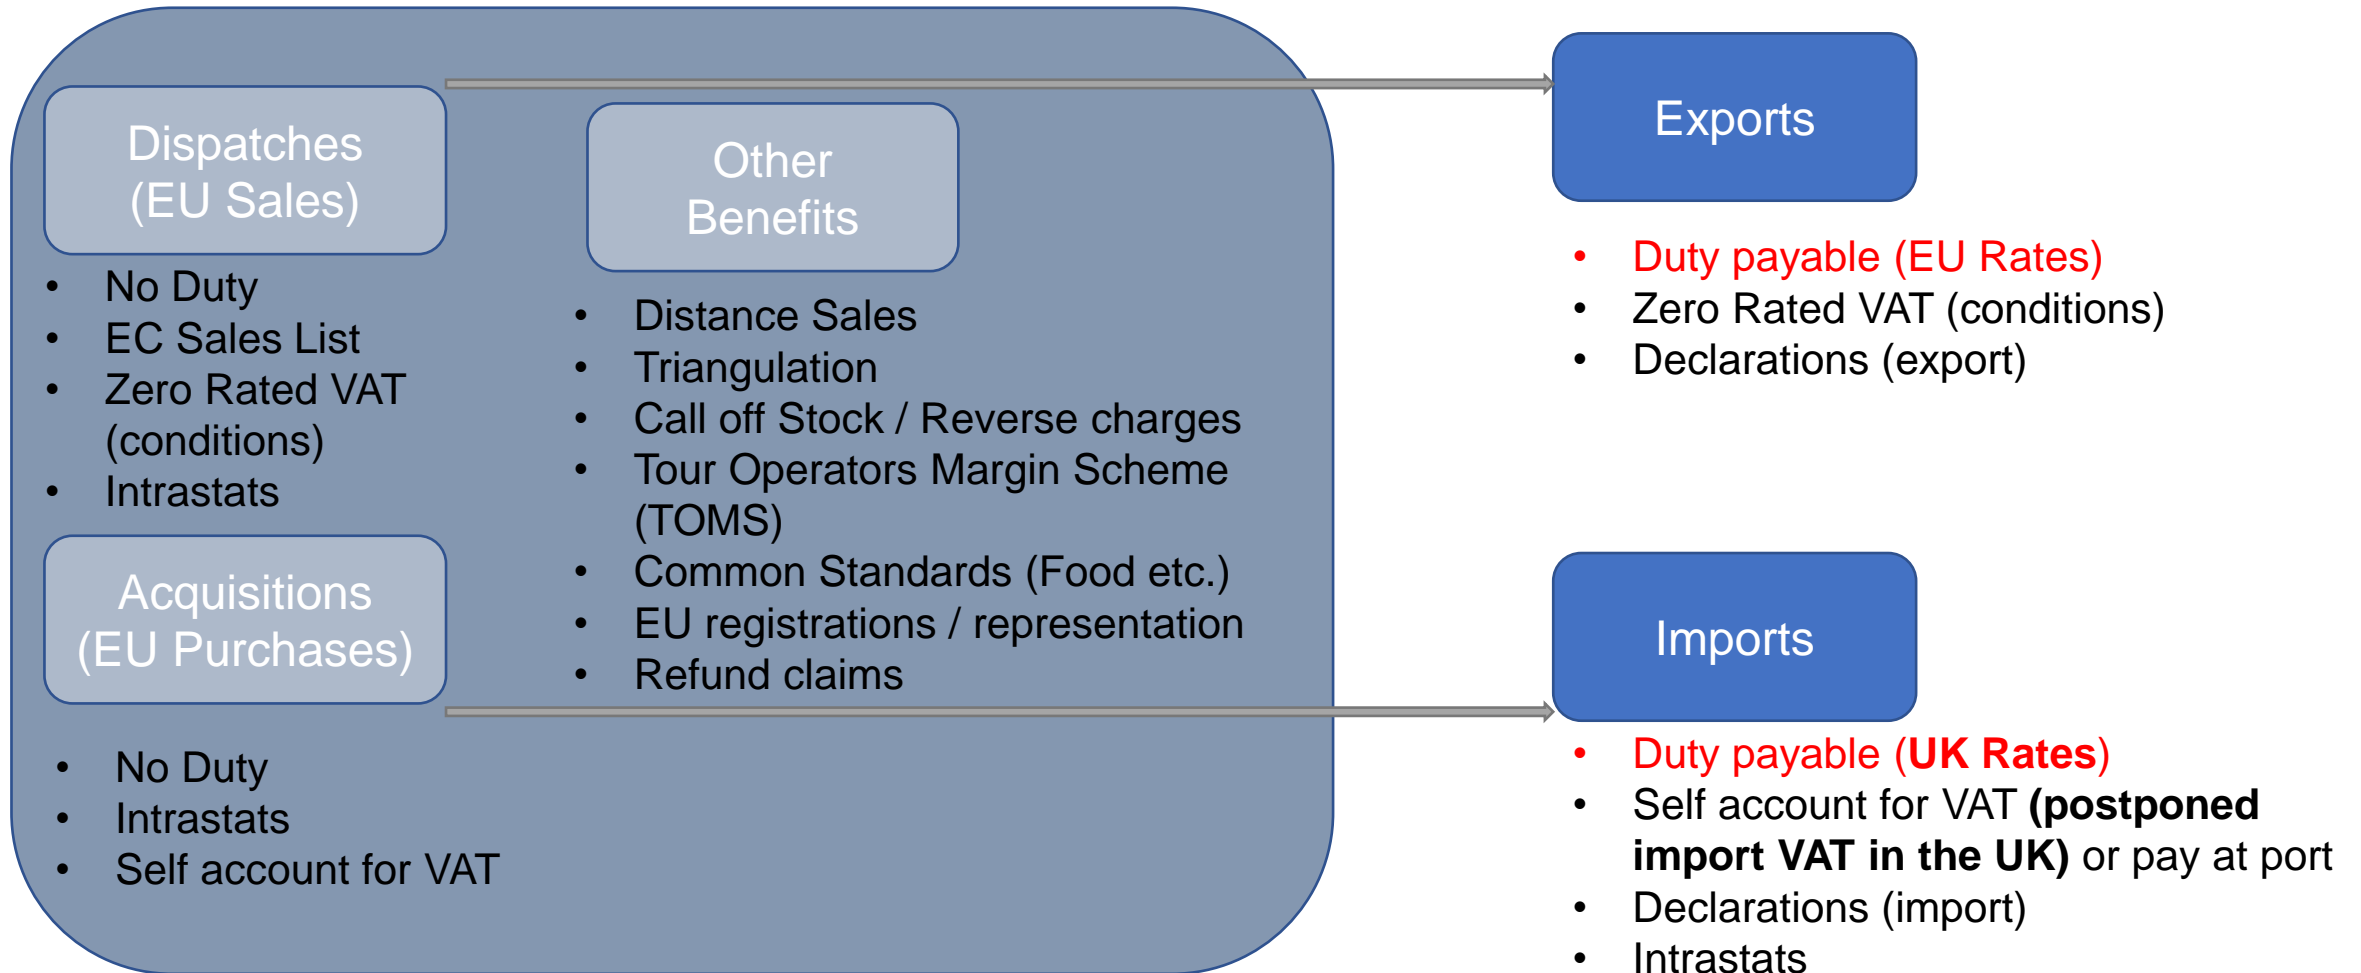 Dispatches
(EU Sales)
• No Duty
• EC Sales List
• Zero Rated VAT
(conditions)
• Intrastats
Acquisitions
(EU Purchases)
• No Duty
• Intrastats
• Self account for VAT
Other
Benefits
• Distance Sales
• Triangulation
• Call off Stock / Reverse charges
• Tour Operators Margin Scheme
(TOMS)
• Common Standards (Food etc.)
• EU registrations / representation
• Refund claims
Exports
• Duty payable (EU Rates)
• Zero Rated VAT (conditions)
• Declarations (export)
Imports
• Duty payable (UK Rates)
• Self account for VAT (postponed
import VAT in the UK) or pay at port
• Declarations (import)
• Intrastats